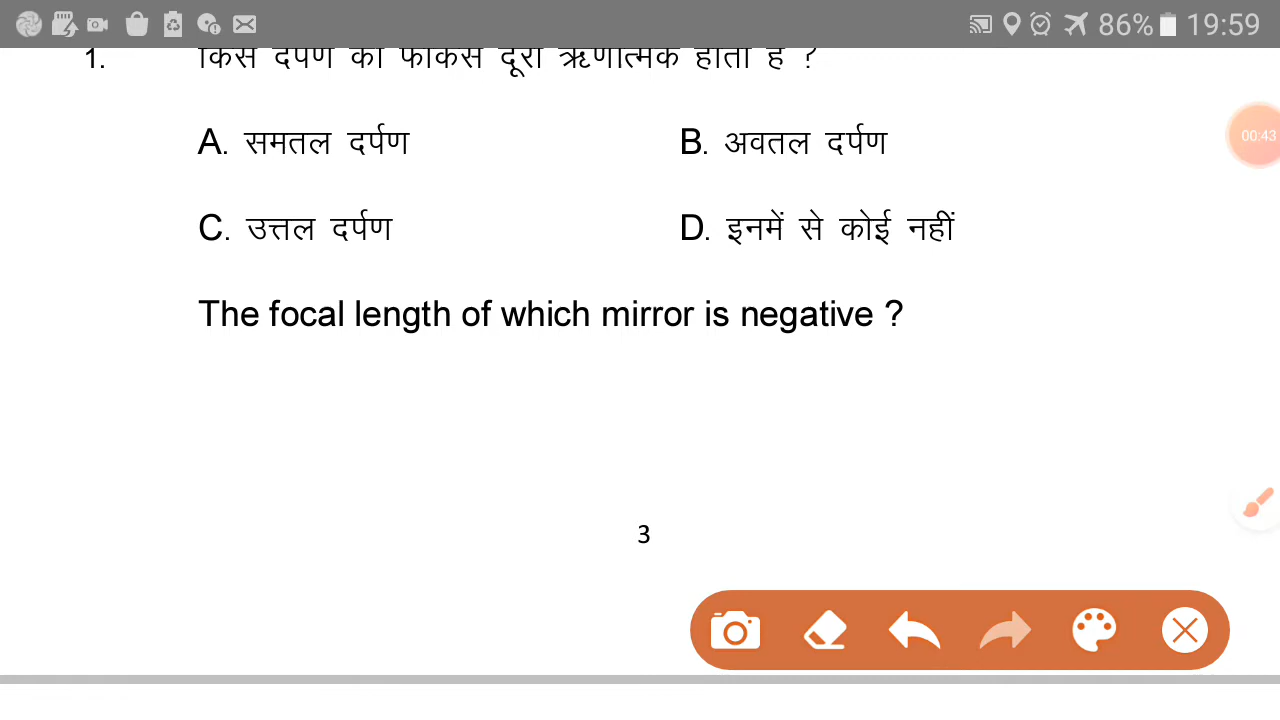 86% 19:59
1. किस दर्पण की फोकस दूरी ऋणात्मक होती है ?
00:43
A. समतल दर्पण B. अवतल दर्पण
C. उत्तल दर्पण D. इनमें से कोई नहीं
The focal length of which mirror is negative ?
3